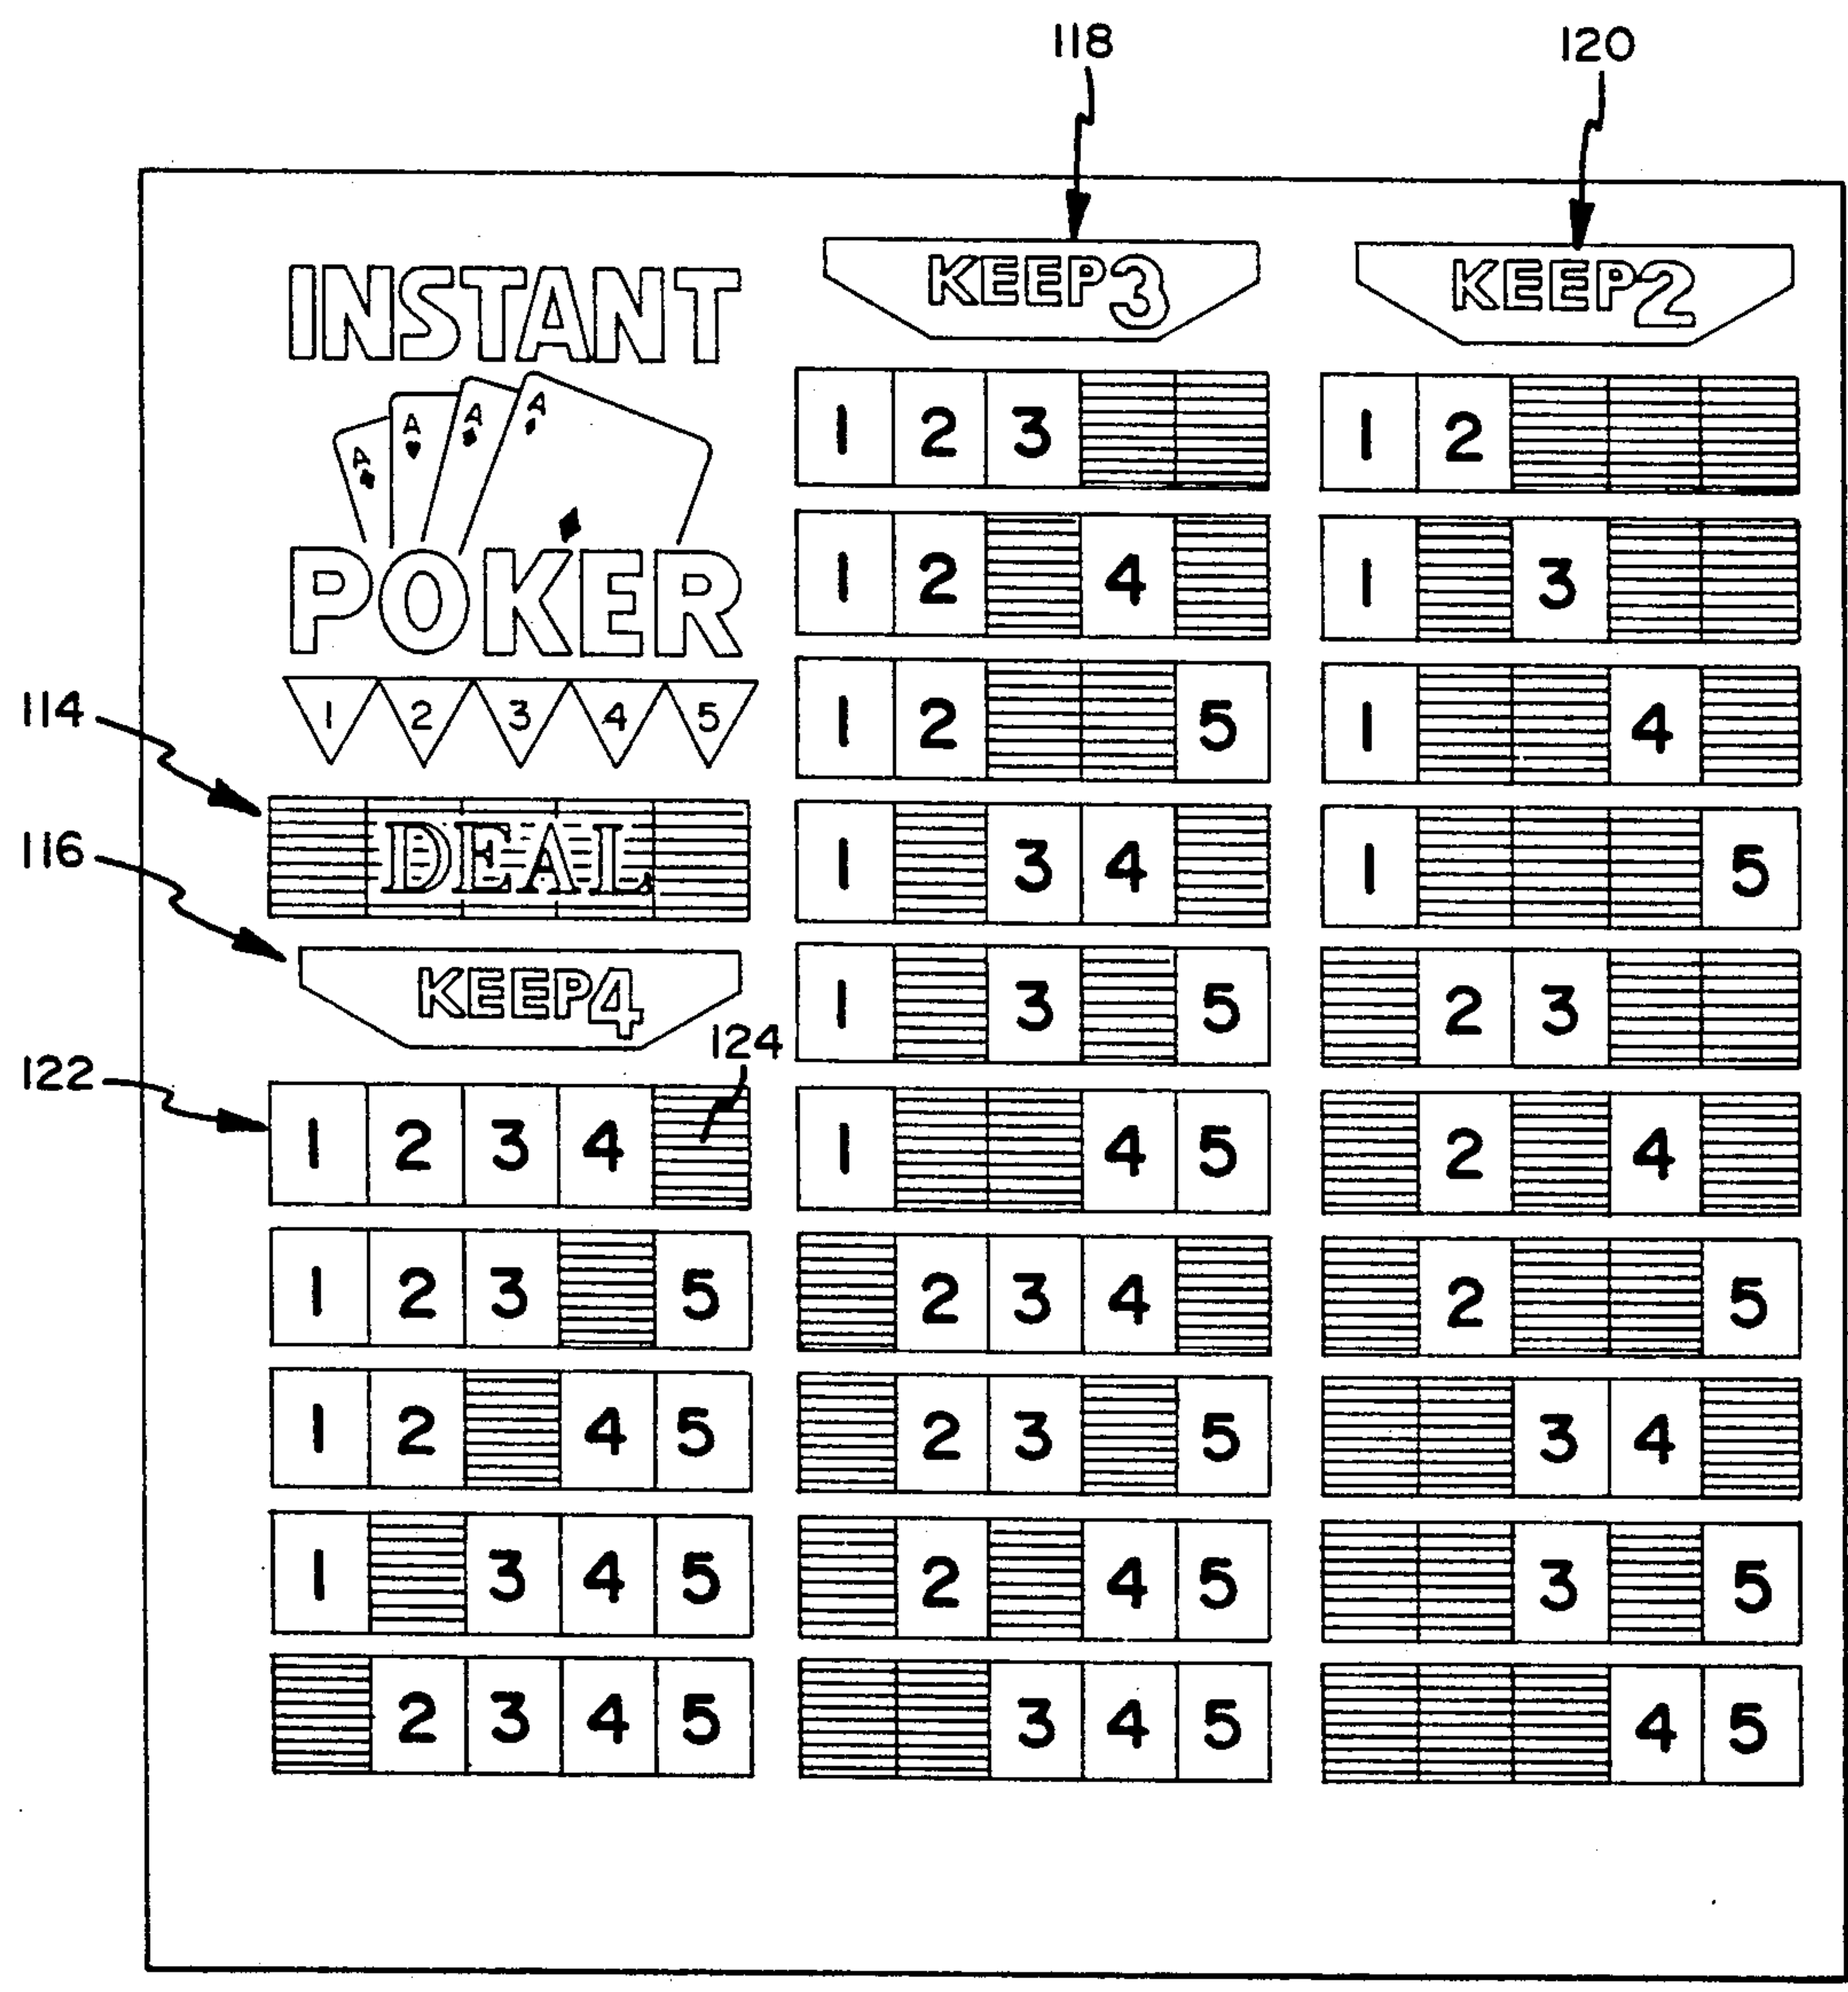 118
120
INSTANT
A A A A
POKER
1 2 3 4 5
114
DEAL
116
KEEP4
124
122
1 2 3 4
1 2 3 5
1 2 4 5
1 3 4 5
2 3 4 5
KEEP3
1 2 3
1 2 4
1 2 5
1 3 4
1 3 5
1 4 5
2 3 4
2 3 5
2 4 5
3 4 5
KEEP2
1 2
1 3
1 4
1 5
2 3
2 4
2 5
3 4
3 5
4 5